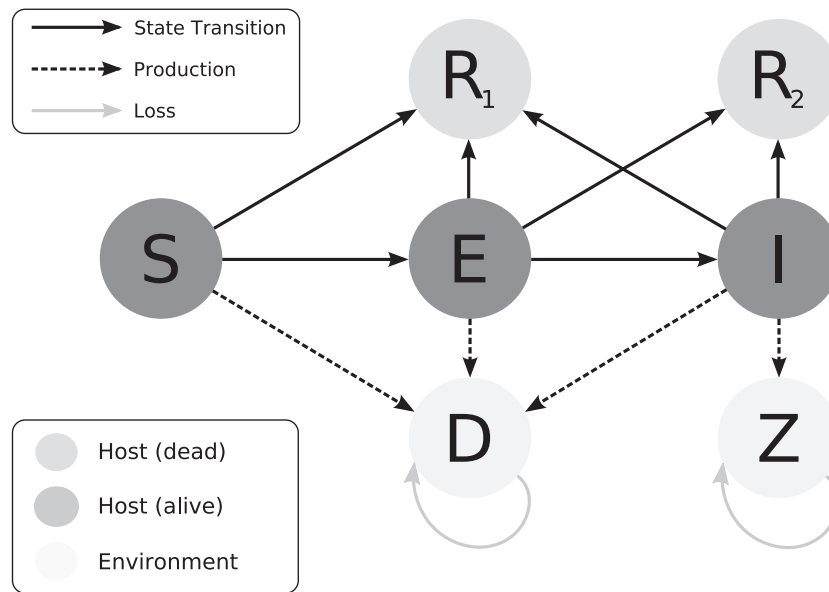 State Transition
Production
Loss
R1
R2
S
E
I
D
Z
Host (dead)
Host (alive)
Environment